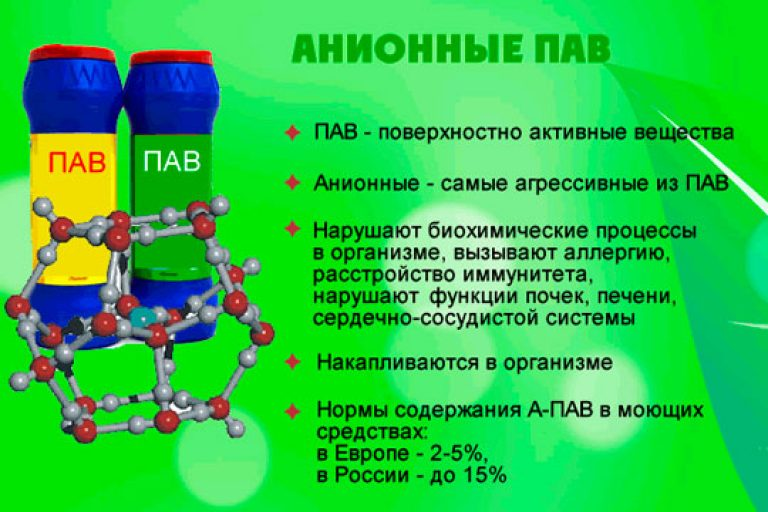 АНИОННЫЕ ПАВ
ПАВ
ПАВ
ПАВ - поверхностно активные вещества
Анионные - самые агрессивные из ПАВ
Нарушают биохимические процессы
в организме, вызывают аллергию,
расстройство иммунитета,
нарушают функции почек, печени,
сердечно-сосудистой системы
Накапливаются в организме
Нормы содержания А-ПАВ в моющих
средствах:
в Европе - 2-5%,
в России - до 15%